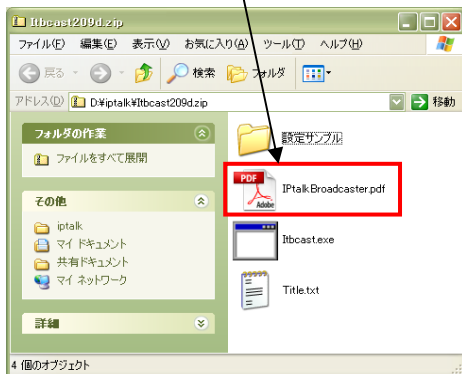 Itbcast209d.zip
ファイル(F) 編集(E) 表示(V) お気に入り(A) ツール(T) ヘルプ(H)
戻る 検索 フォルダ
アドレス(D) D:¥iptalk¥Itbcast209d.zip 移動
フォルダの作業
ファイルをすべて展開
その他
iptalk
マイ ドキュメント
共有ドキュメント
マイ ネットワーク
詳細
設定サンプル
PDF
Adobe
IPtalkBroadcaster.pdf
Itbcast.exe
Title.txt
4 個のオブジェクト